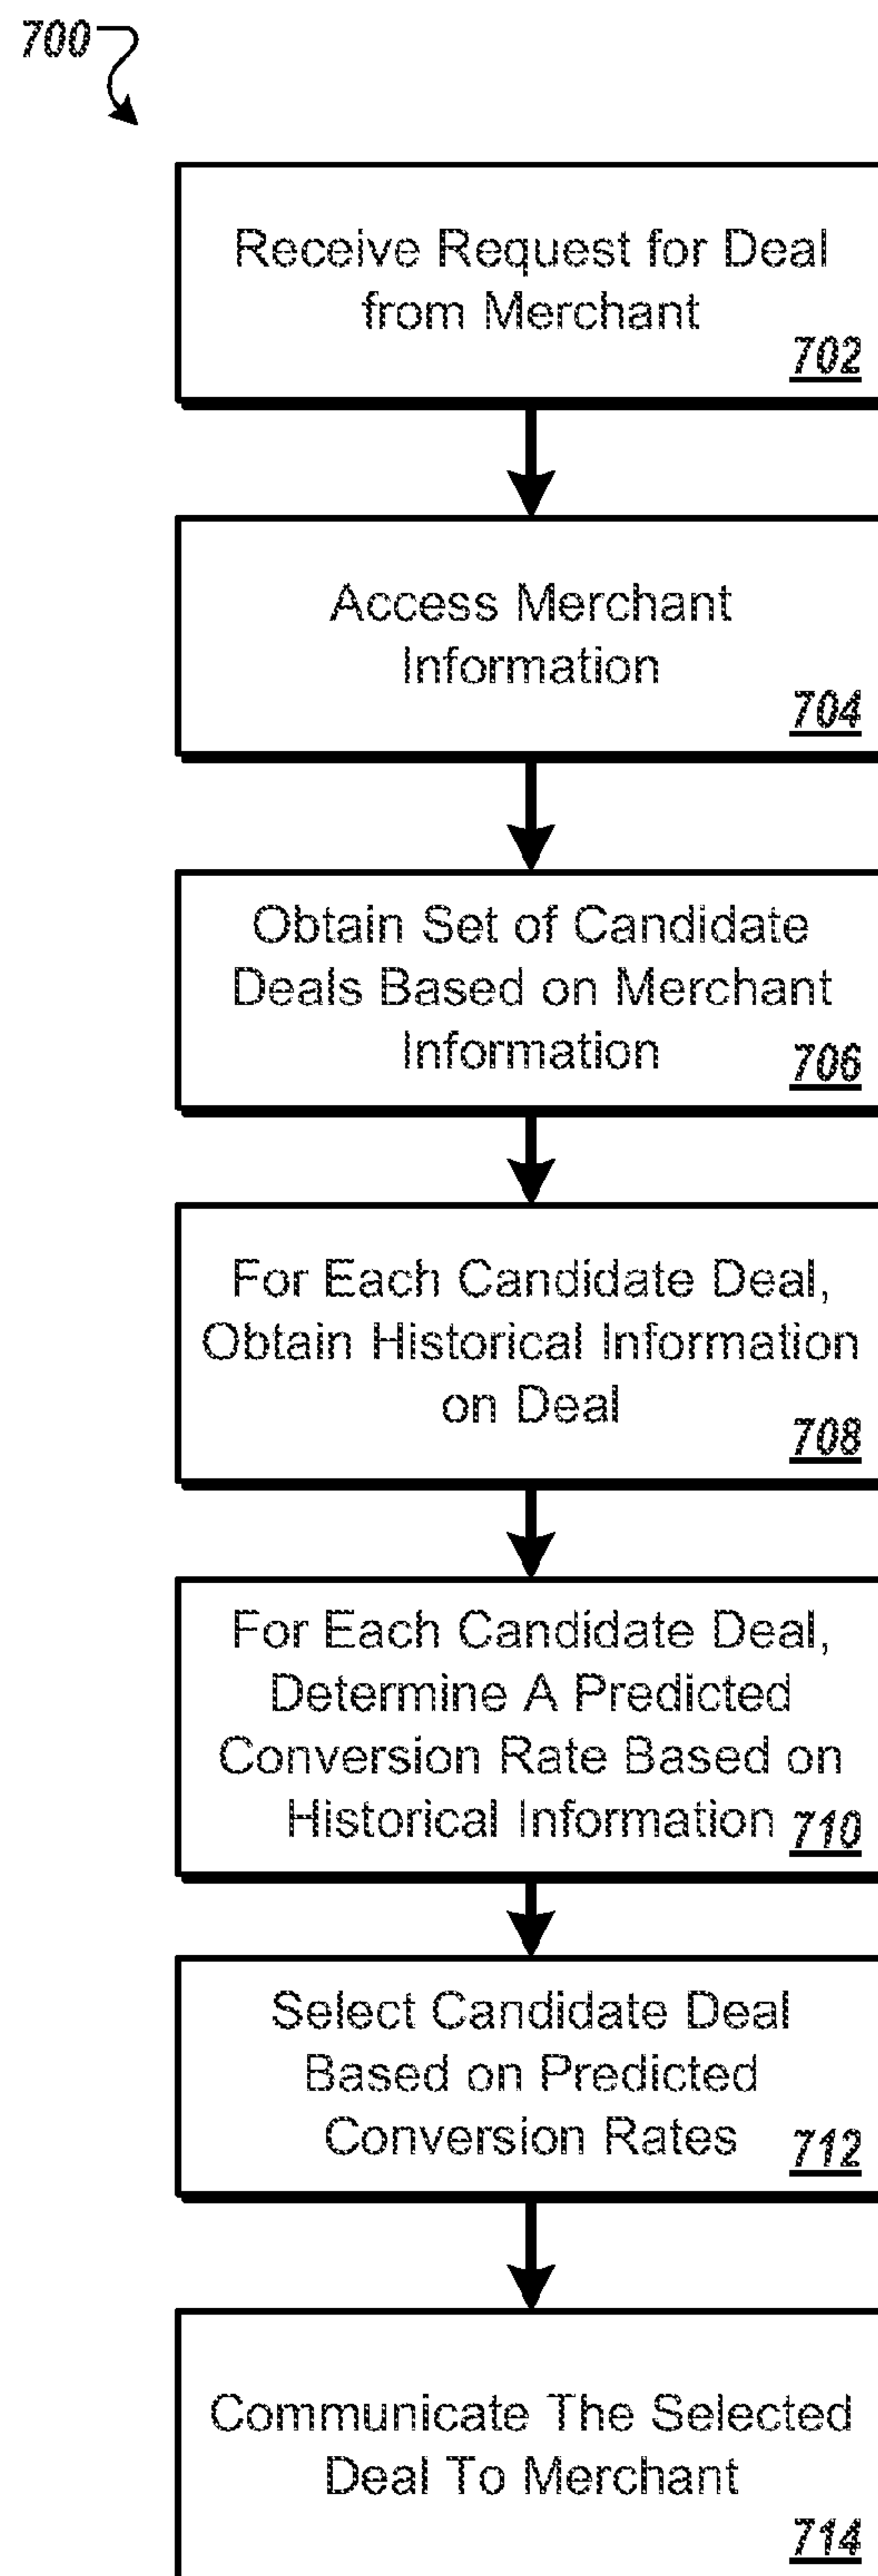 700
Receive Request for Deal
from Merchant
702
Access Merchant
Information
704
Obtain Set of Candidate
Deals Based on Merchant
Information
706
For Each Candidate Deal,
Obtain Historical Information
on Deal
708
For Each Candidate Deal,
Determine A Predicted
Conversion Rate Based on
Historical Information 710
Select Candidate Deal
Based on Predicted
Conversion Rates
712
Communicate The Selected
Deal To Merchant
714